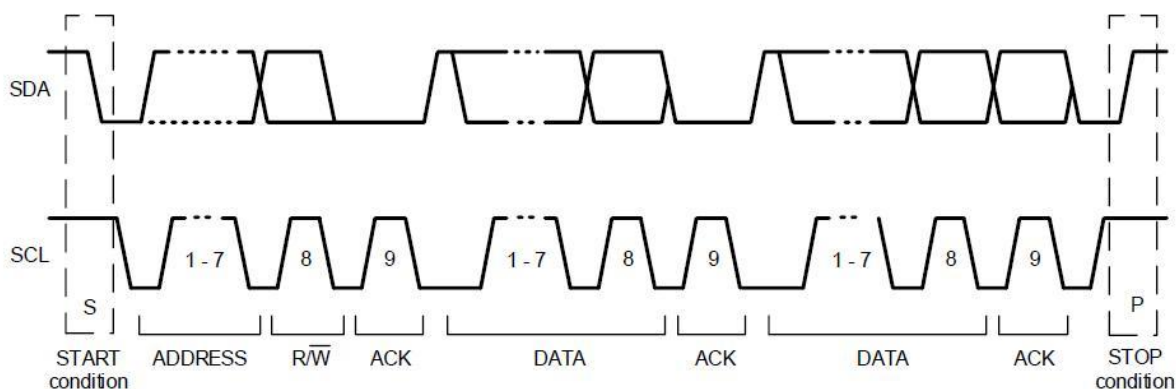 SDA
SCL
1 - 7
8
9
1 - 7
8
9
1 - 7
8
9
S
P
START
condition
ADDRESS
R/W̅
ACK
DATA
ACK
DATA
ACK
STOP
condition